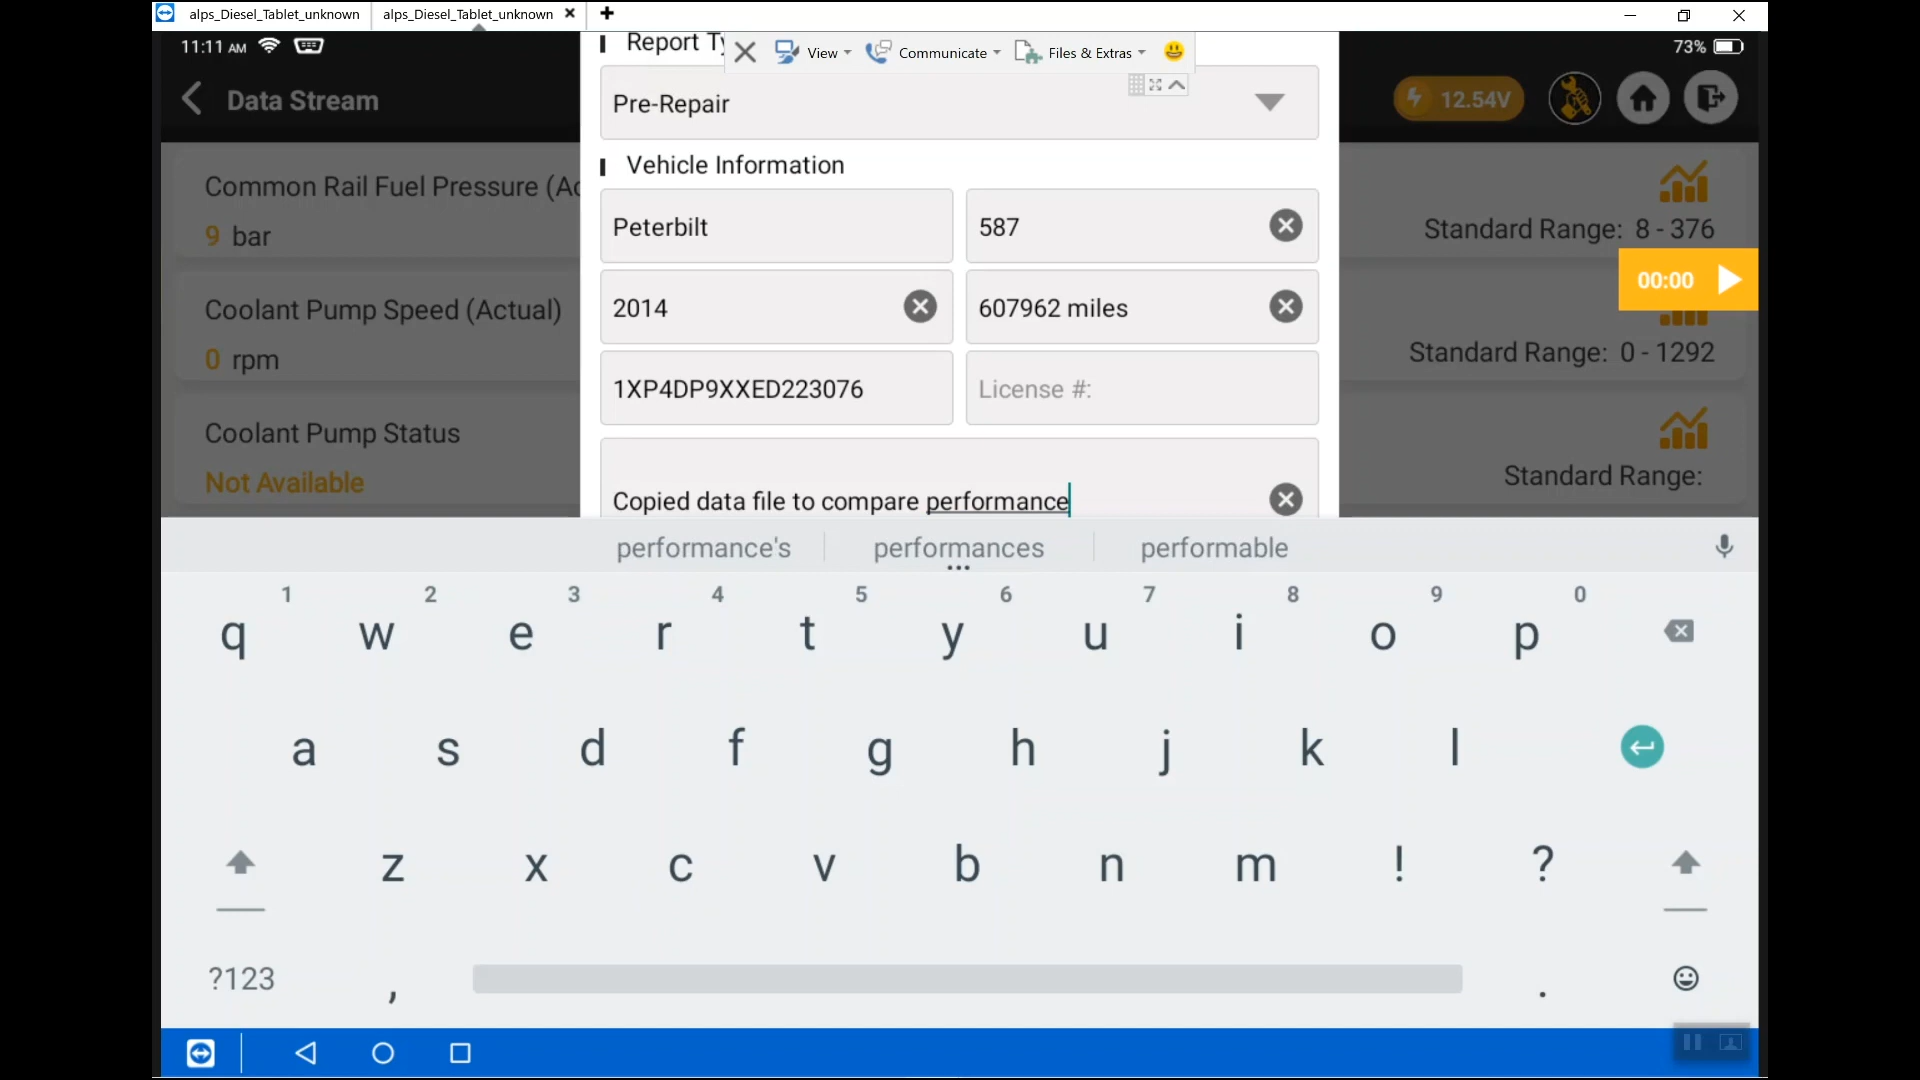 alps_Diesel_Tablet_unknown alps_Diesel_Tablet_unknown
11:11 AM
73%
Report Ty
View Communicate Files & Extras
Data Stream
Pre-Repair
12.54V
Vehicle Information
Common Rail Fuel Pressure (Ac
9 bar
Standard Range: 8 - 376
Peterbilt
587
00:00
Coolant Pump Speed (Actual)
0 rpm
Standard Range: 0 - 1292
2014
607962 miles
1XP4DP9XXED223076
License #:
Coolant Pump Status
Not Available
Standard Range:
Copied data file to compare performance
performance's performances performable
1 2 3 4 5 6 7 8 9 0
q w e r t y u i o p
a s d f g h j k l
z x c v b n m ! ?
?123 , .